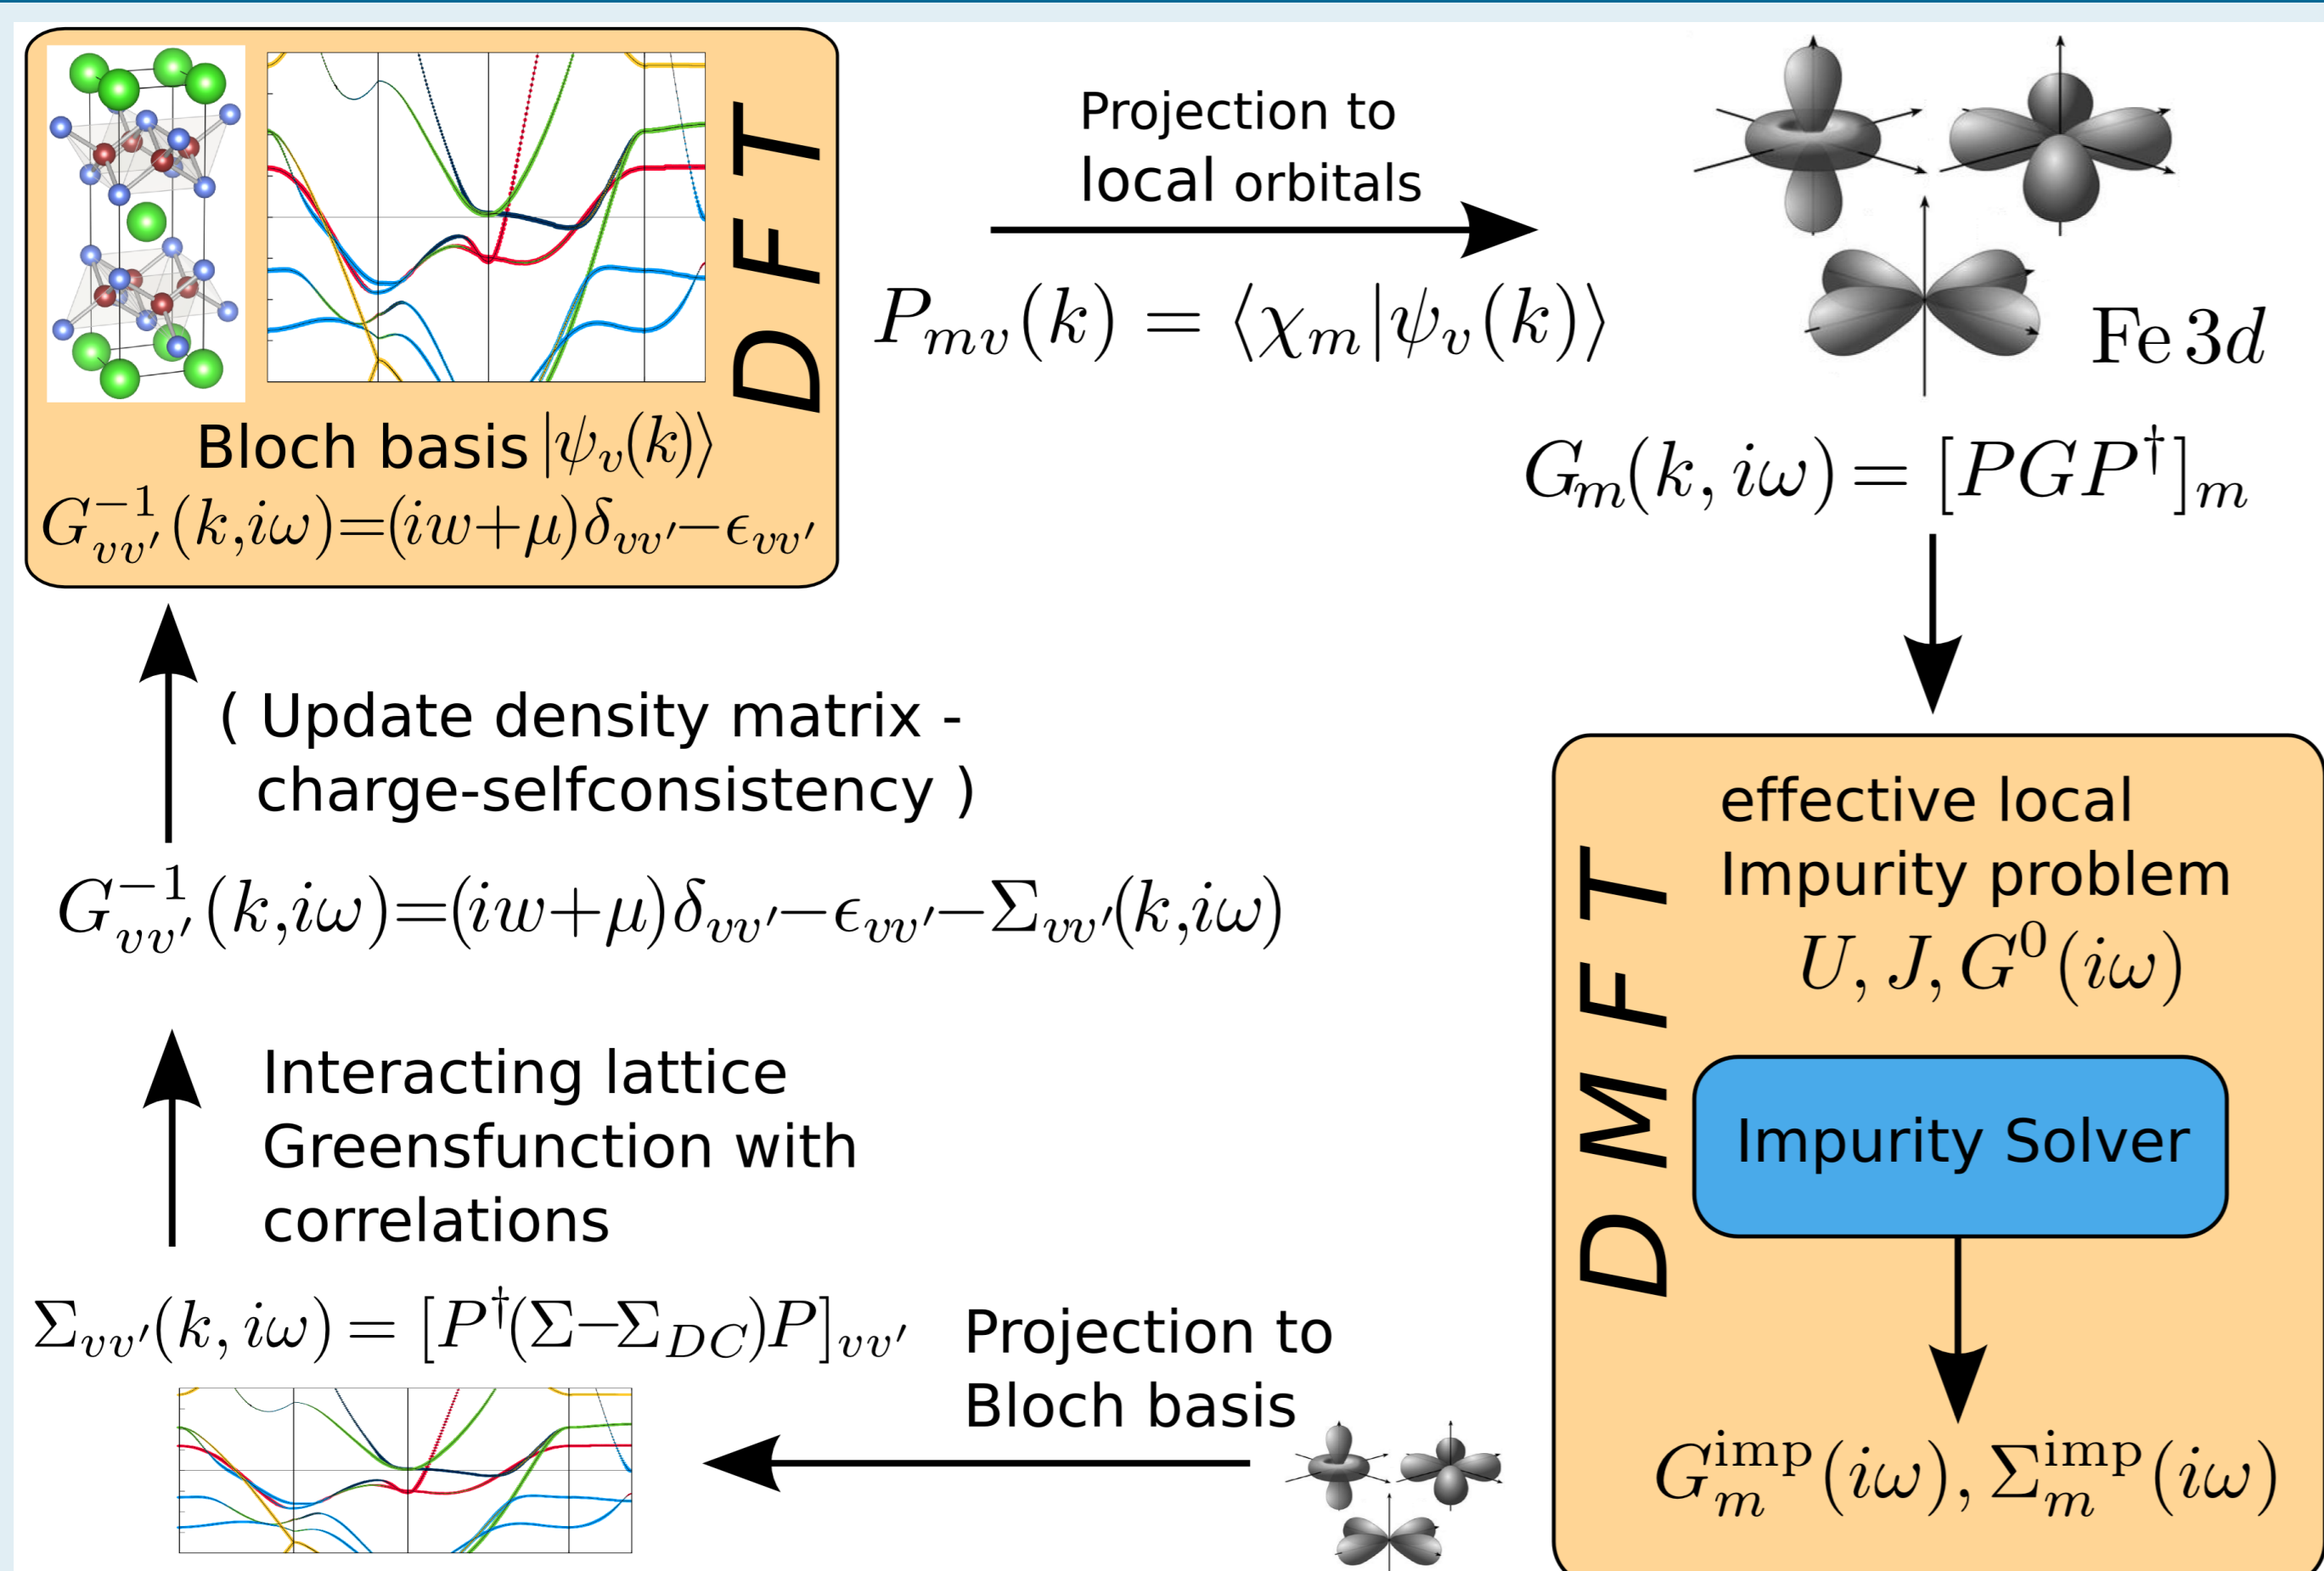 DFT
Bloch basis |ψ_v(k)⟩
G^{-1}_{vv'}(k,iω)=(iw+μ)δ_{vv'}−ϵ_{vv'}
Projection to
local orbitals
P_{mv}(k) = ⟨χ_m|ψ_v(k)⟩
Fe 3d
G_m(k, iω) = [PGP^†]_m
DMFT
effective local
Impurity problem
U, J, G^0(iω)
Impurity Solver
G^{imp}_m(iω), Σ^{imp}_m(iω)
Projection to
Bloch basis
Σ_{vv'}(k, iω) = [P^†(Σ−Σ_{DC})P]_{vv'}
Interacting lattice
Greensfunction with
correlations
G^{-1}_{vv'}(k,iω)=(iw+μ)δ_{vv'}−ϵ_{vv'}−Σ_{vv'}(k,iω)
( Update density matrix -
charge-selfconsistency )